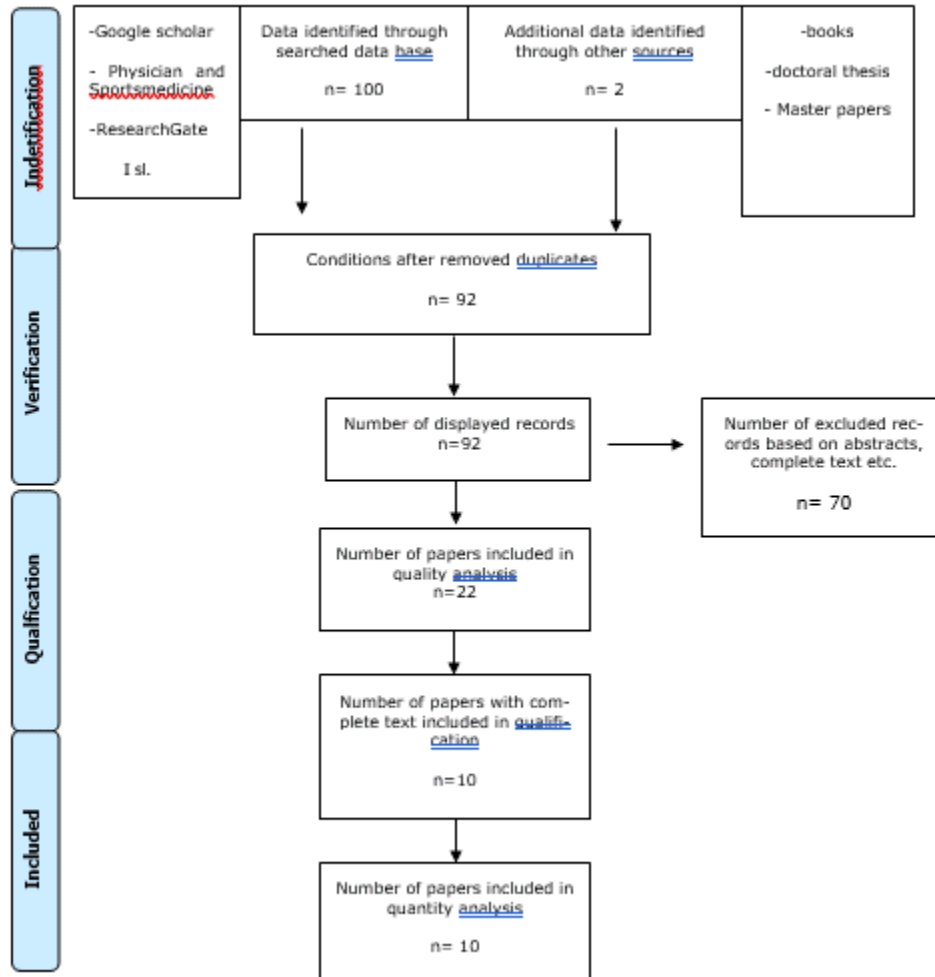 Indetification
-Google scholar
- Physician and
Sportsmedicine
-ResearchGate
I sl.
Data identified through
searched data base
n= 100
Additional data identified
through other sources
n= 2
-books
-doctoral thesis
- Master papers
Conditions after removed duplicates
n= 92
Verification
Number of displayed records
n=92
Number of excluded rec-
ords based on abstracts,
complete text etc.
n= 70
Qualfication
Number of papers included in
quality analysis
n=22
Number of papers with com-
plete text included in qualifi-
cation
n=10
Included
Number of papers included in
quantity analysis
n= 10